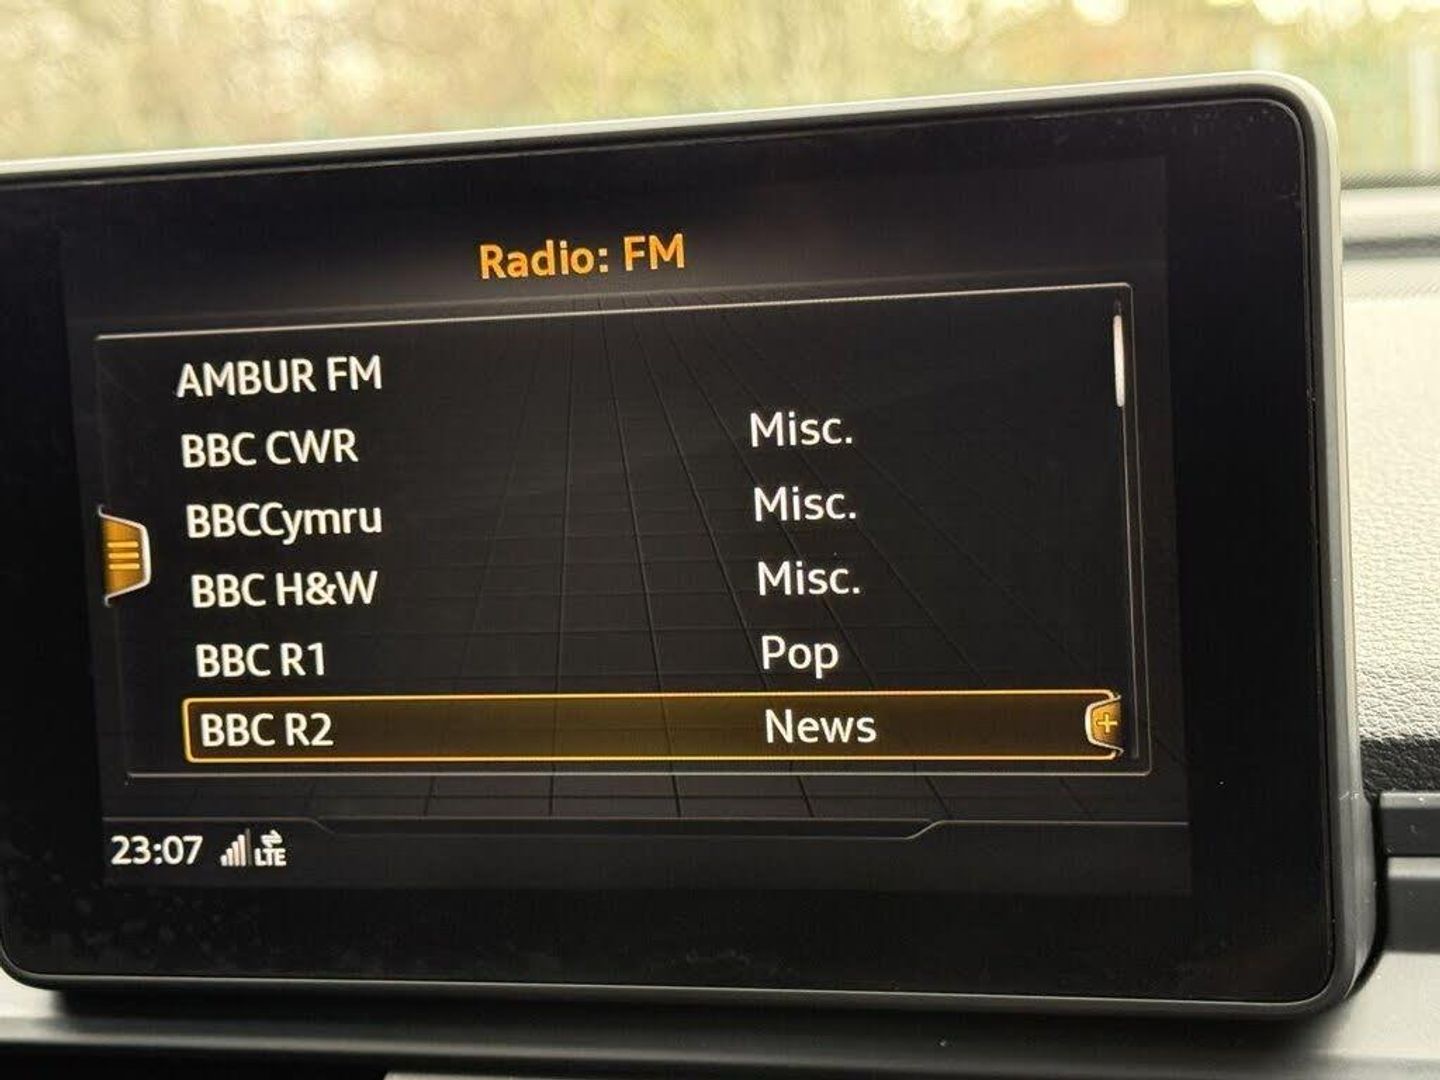 Radio: FM
AMBUR FM
BBC CWR Misc.
BBCCymru Misc.
BBC H&W Misc.
BBC R1 Pop
BBC R2 News
23:07 LTE